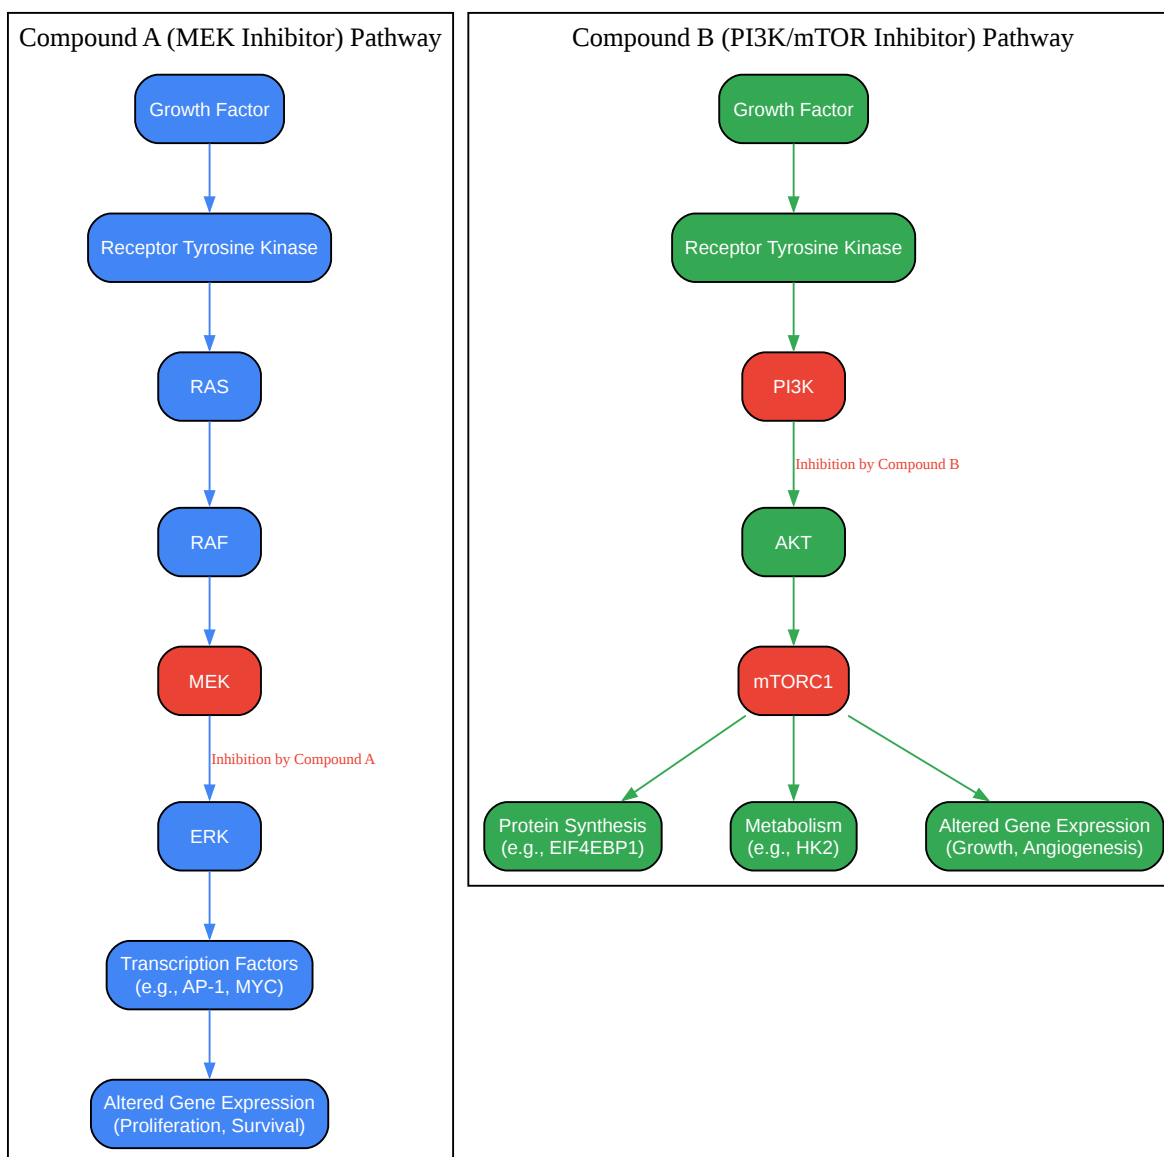 Compound A (MEK Inhibitor) Pathway
Growth Factor
Receptor Tyrosine Kinase
RAS
RAF
MEK
Inhibition by Compound A
ERK
Transcription Factors
(e.g., AP-1, MYC)
Altered Gene Expression
(Proliferation, Survival)
Compound B (PI3K/mTOR Inhibitor) Pathway
Growth Factor
Receptor Tyrosine Kinase
PI3K
Inhibition by Compound B
AKT
mTORC1
Protein Synthesis
(e.g., EIF4EBP1)
Metabolism
(e.g., HK2)
Altered Gene Expression
(Growth, Angiogenesis)